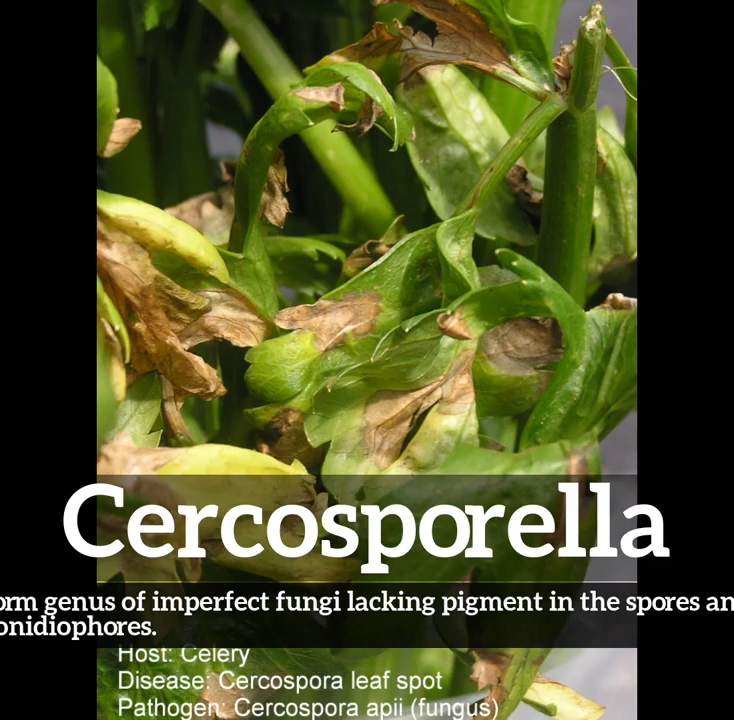 Cercosporella
orm genus of imperfect fungi lacking pigment in the spores an
onidiophores.
Host: Celery
Disease: Cercospora leaf spot
Pathogen: Cercospora apii (fungus)